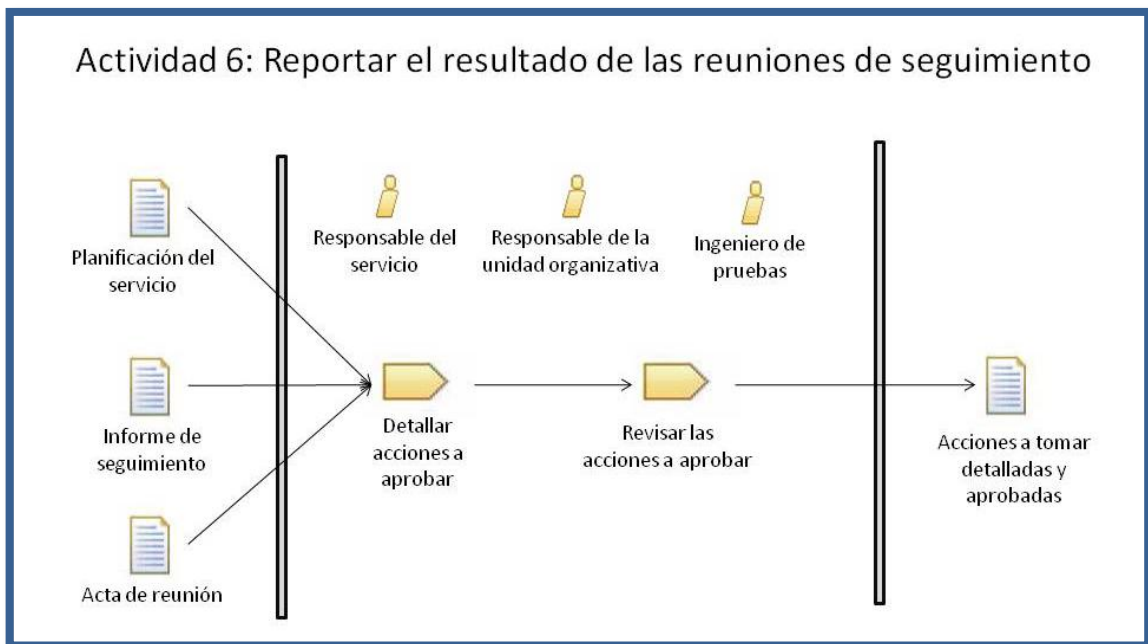 Actividad 6: Reportar el resultado de las reuniones de seguimiento
Planificación del
servicio
Responsable del
servicio
Responsable de la
unidad organizativa
Ingeniero de
pruebas
Informe de
seguimiento
Detallar
acciones a
aprobar
Revisar las
acciones a aprobar
Acciones a tomar
detalladas y
aprobadas
Acta de reunión